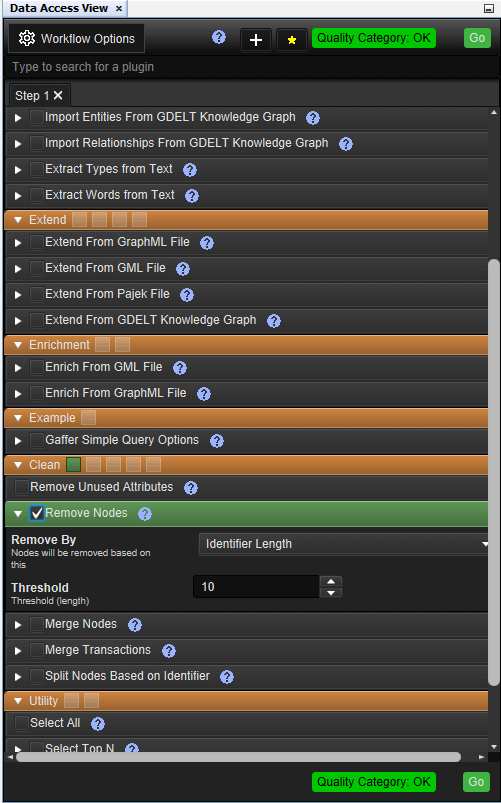 Data Access View
Workflow Options
Quality Category: OK
Go
Type to search for a plugin
Step 1
Import Entities From GDELT Knowledge Graph
Import Relationships From GDELT Knowledge Graph
Extract Types from Text
Extract Words from Text
Extend
Extend From GraphML File
Extend From GML File
Extend From Pajek File
Extend From GDELT Knowledge Graph
Enrichment
Enrich From GML File
Enrich From GraphML File
Example
Gaffer Simple Query Options
Clean
Remove Unused Attributes
Remove Nodes
Remove By
Nodes will be removed based on
this
Identifier Length
Threshold
Threshold (length)
10
Merge Nodes
Merge Transactions
Split Nodes Based on Identifier
Utility
Select All
Select Top N
Quality Category: OK
Go